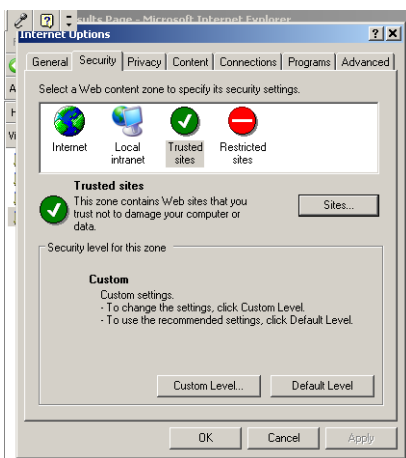 sults Page - Microsoft Internet Explorer
Internet Options
General Security Privacy Content Connections Programs Advanced
Select a Web content zone to specify its security settings.
Internet Local intranet Trusted sites Restricted sites
Trusted sites
This zone contains Web sites that you
trust not to damage your computer or
data.
Sites...
Security level for this zone
Custom
Custom settings.
- To change the settings, click Custom Level.
- To use the recommended settings, click Default Level.
Custom Level... Default Level
OK Cancel Apply